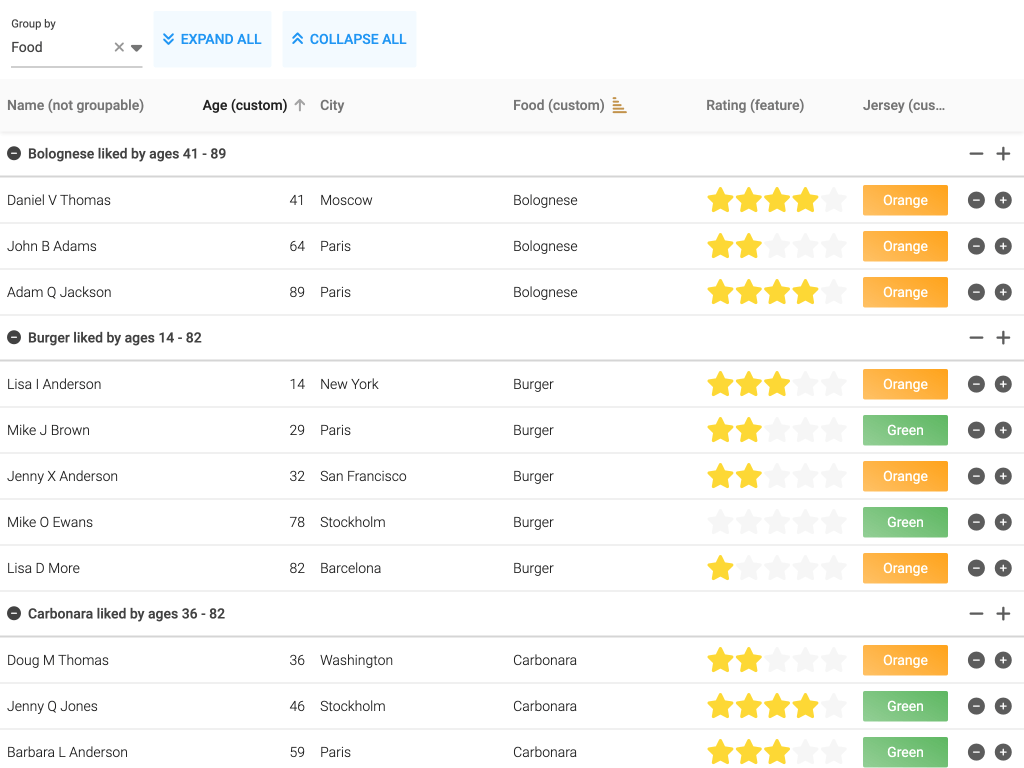 Group by
Food
EXPAND ALL
COLLAPSE ALL
Name (not groupable) Age (custom) City Food (custom) Rating (feature) Jersey (cus...
Bolognese liked by ages 41 - 89
Daniel V Thomas 41 Moscow Bolognese Orange
John B Adams 64 Paris Bolognese Orange
Adam Q Jackson 89 Paris Bolognese Orange
Burger liked by ages 14 - 82
Lisa I Anderson 14 New York Burger Orange
Mike J Brown 29 Paris Burger Green
Jenny X Anderson 32 San Francisco Burger Orange
Mike O Ewans 78 Stockholm Burger Green
Lisa D More 82 Barcelona Burger Orange
Carbonara liked by ages 36 - 82
Doug M Thomas 36 Washington Carbonara Orange
Jenny Q Jones 46 Stockholm Carbonara Green
Barbara L Anderson 59 Paris Carbonara Green